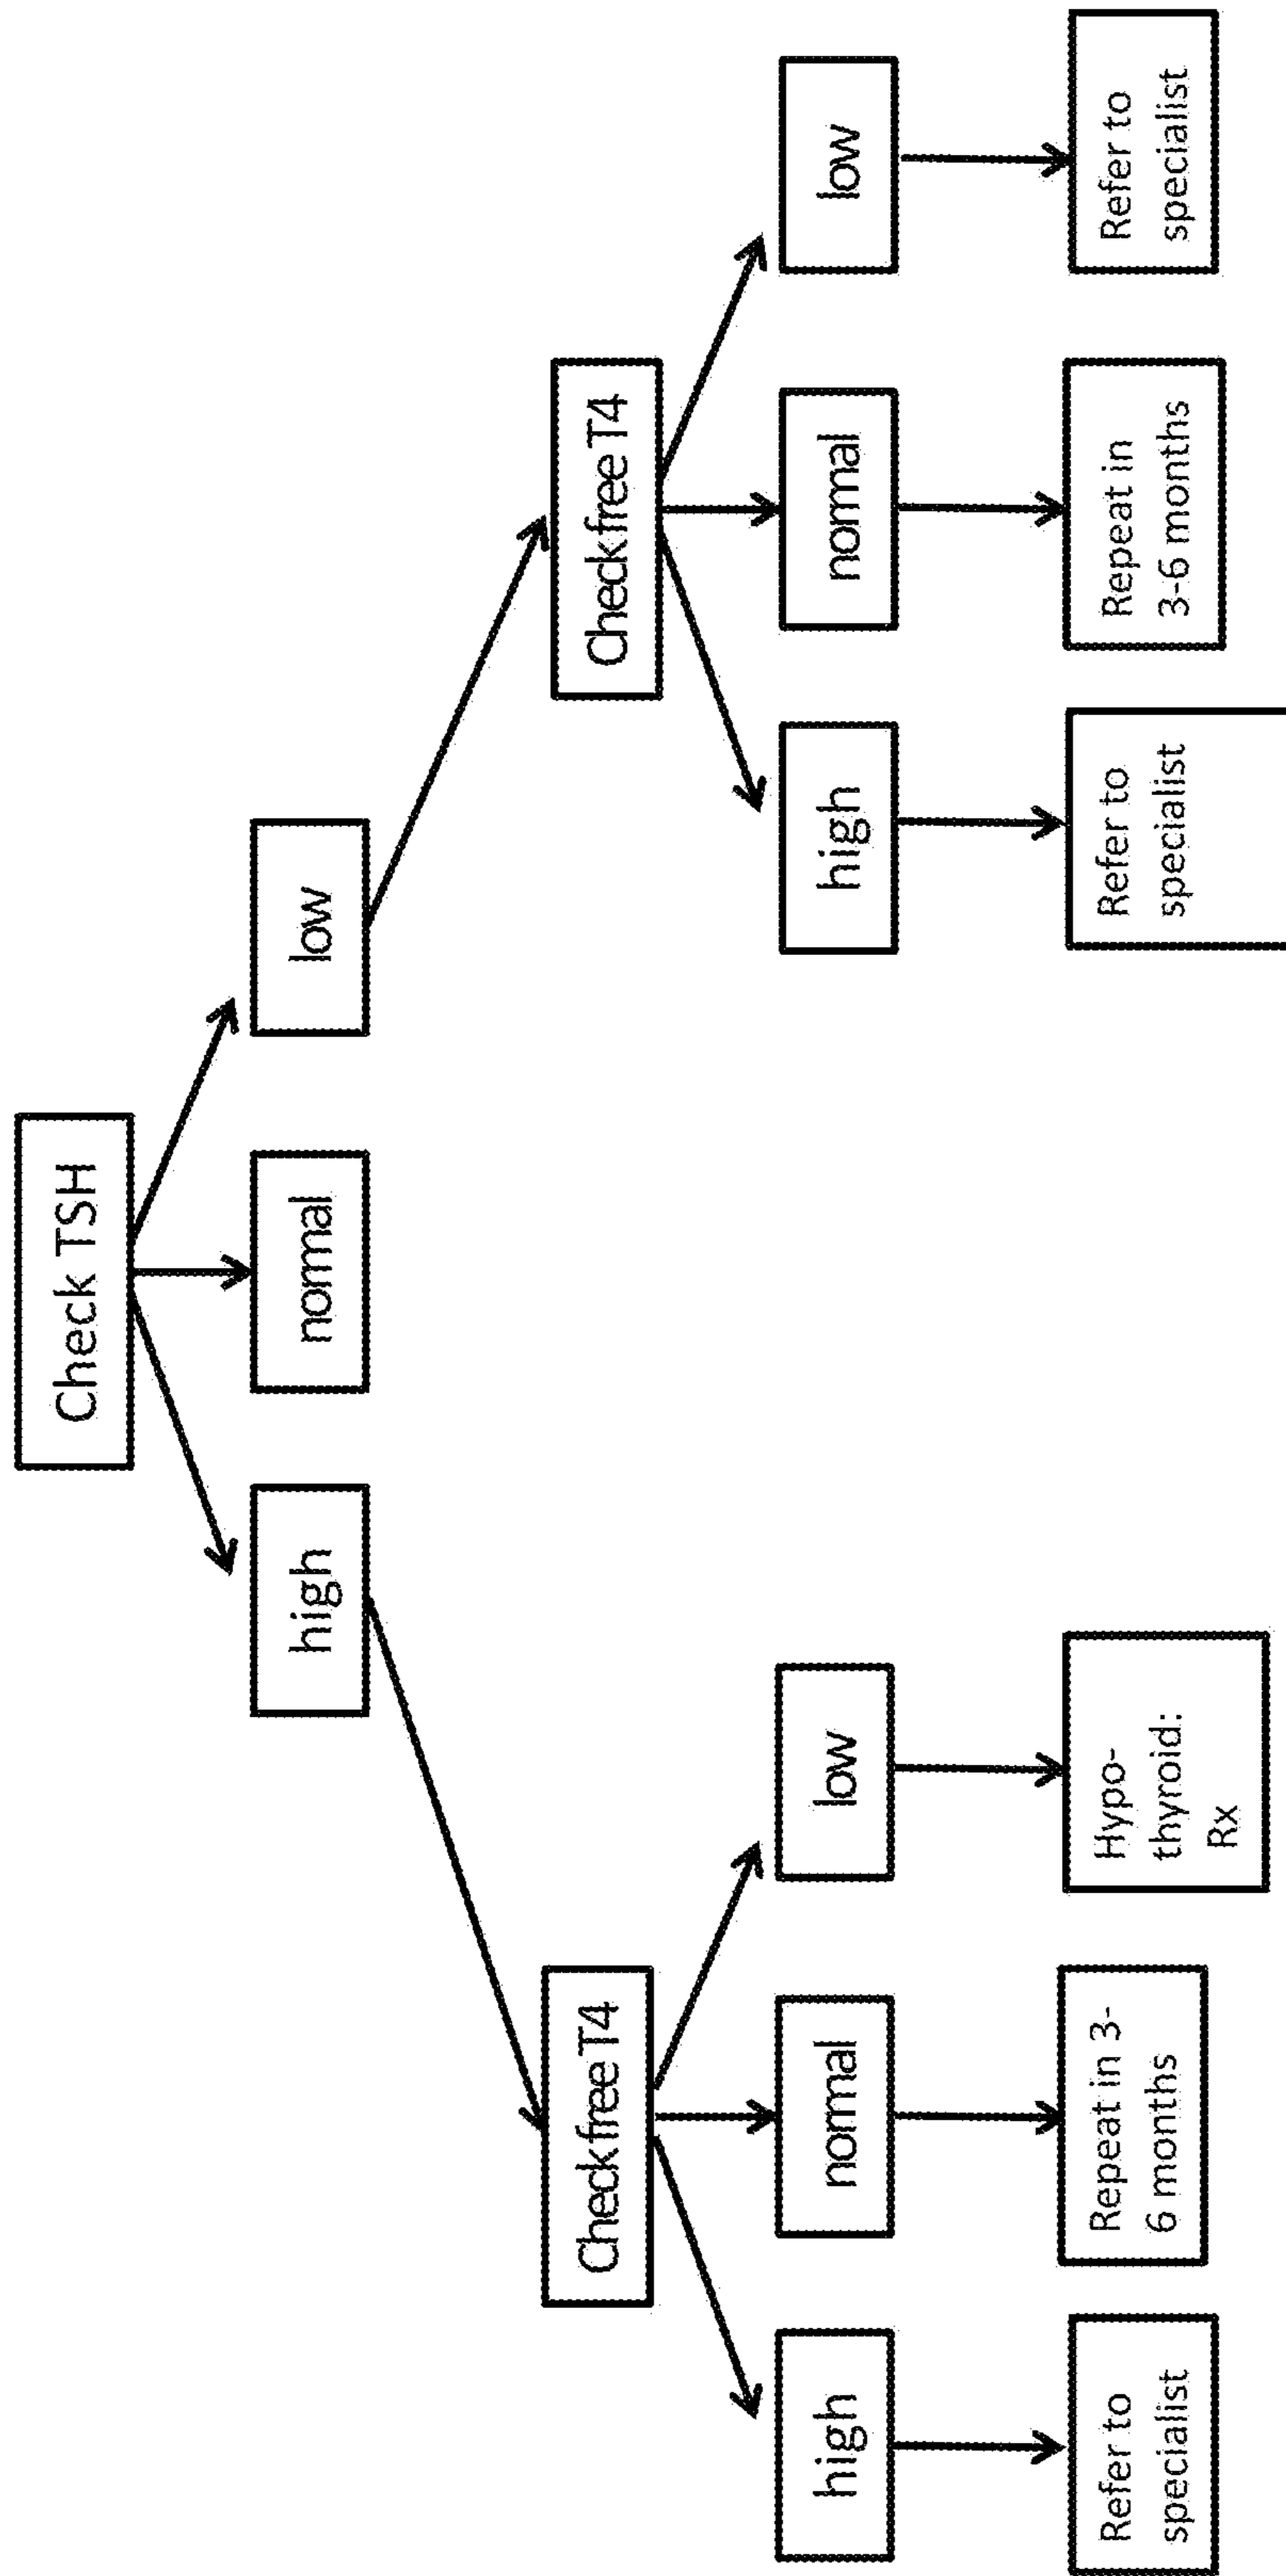 Check TSH
high
normal
low
Check free T4
Check free T4
high
normal
low
high
normal
low
Refer to
specialist
Repeat in 3-
6 months
Hypo-
thyroid:
Rx
Refer to
specialist
Repeat in
3-6 months
Refer to
specialist